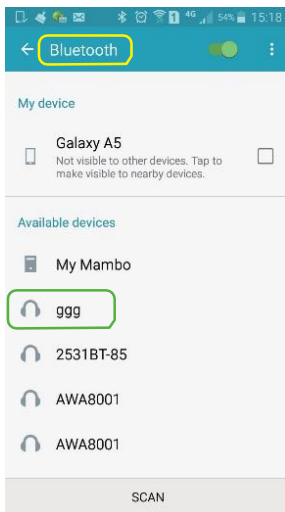 1 4G 54% 15:18
Bluetooth
My device
Galaxy A5
Not visible to other devices. Tap to
make visible to nearby devices.
Available devices
My Mambo
ggg
2531BT-85
AWA8001
AWA8001
SCAN